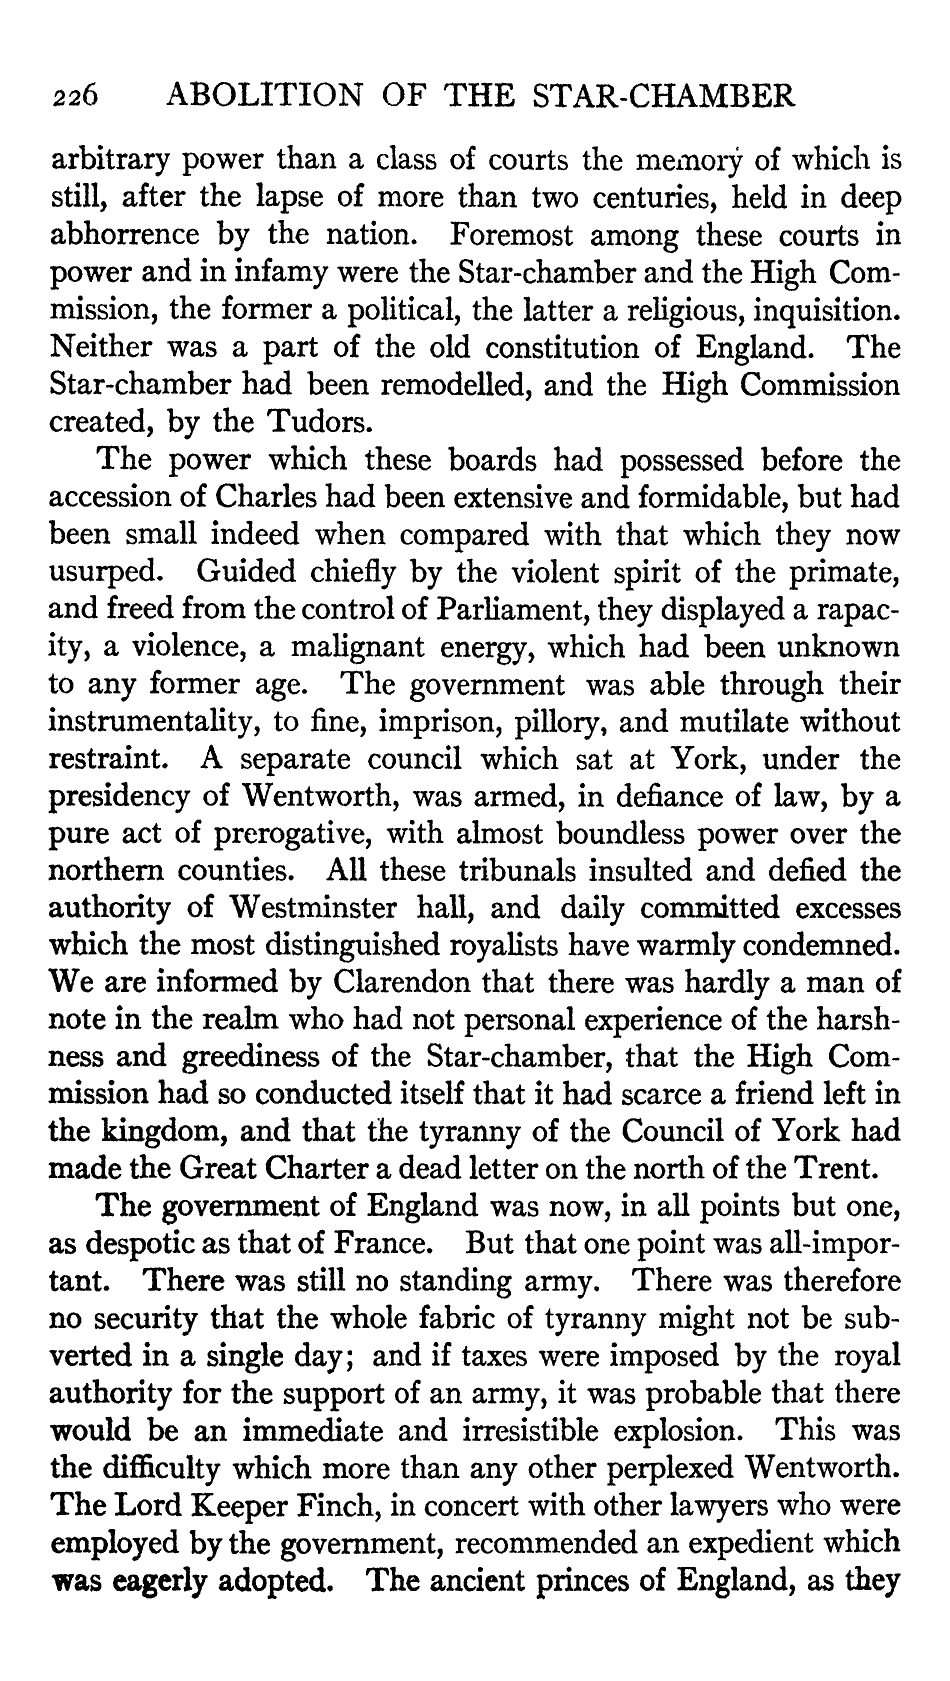 226 ABOLITION OF THE STAR-CHAMBER
arbitrary power than a class of courts the memory of which is
still, after the lapse of more than two centuries, held in deep
abhorrence by the nation. Foremost among these courts in
power and in infamy were the Star-chamber and the High Com-
mission, the former a political, the latter a religious, inquisition.
Neither was a part of the old constitution of England. The
Star-chamber had been remodelled, and the High Commission
created, by the Tudors.
The power which these boards had possessed before the
accession of Charles had been extensive and formidable, but had
been small indeed when compared with that which they now
usurped. Guided chiefly by the violent spirit of the primate,
and freed from the control of Parliament, they displayed a rapac-
ity, a violence, a malignant energy, which had been unknown
to any former age. The government was able through their
instrumentality, to fine, imprison, pillory, and mutilate without
restraint. A separate council which sat at York, under the
presidency of Wentworth, was armed, in defiance of law, by a
pure act of prerogative, with almost boundless power over the
northern counties. All these tribunals insulted and defied the
authority of Westminster hall, and daily committed excesses
which the most distinguished royalists have warmly condemned.
We are informed by Clarendon that there was hardly a man of
note in the realm who had not personal experience of the harsh-
ness and greediness of the Star-chamber, that the High Com-
mission had so conducted itself that it had scarce a friend left in
the kingdom, and that the tyranny of the Council of York had
made the Great Charter a dead letter on the north of the Trent.
The government of England was now, in all points but one,
as despotic as that of France. But that one point was all-impor-
tant. There was still no standing army. There was therefore
no security that the whole fabric of tyranny might not be sub-
verted in a single day; and if taxes were imposed by the royal
authority for the support of an army, it was probable that there
would be an immediate and irresistible explosion. This was
the difficulty which more than any other perplexed Wentworth.
The Lord Keeper Finch, in concert with other lawyers who were
employed by the government, recommended an expedient which
was eagerly adopted. The ancient princes of England, as they